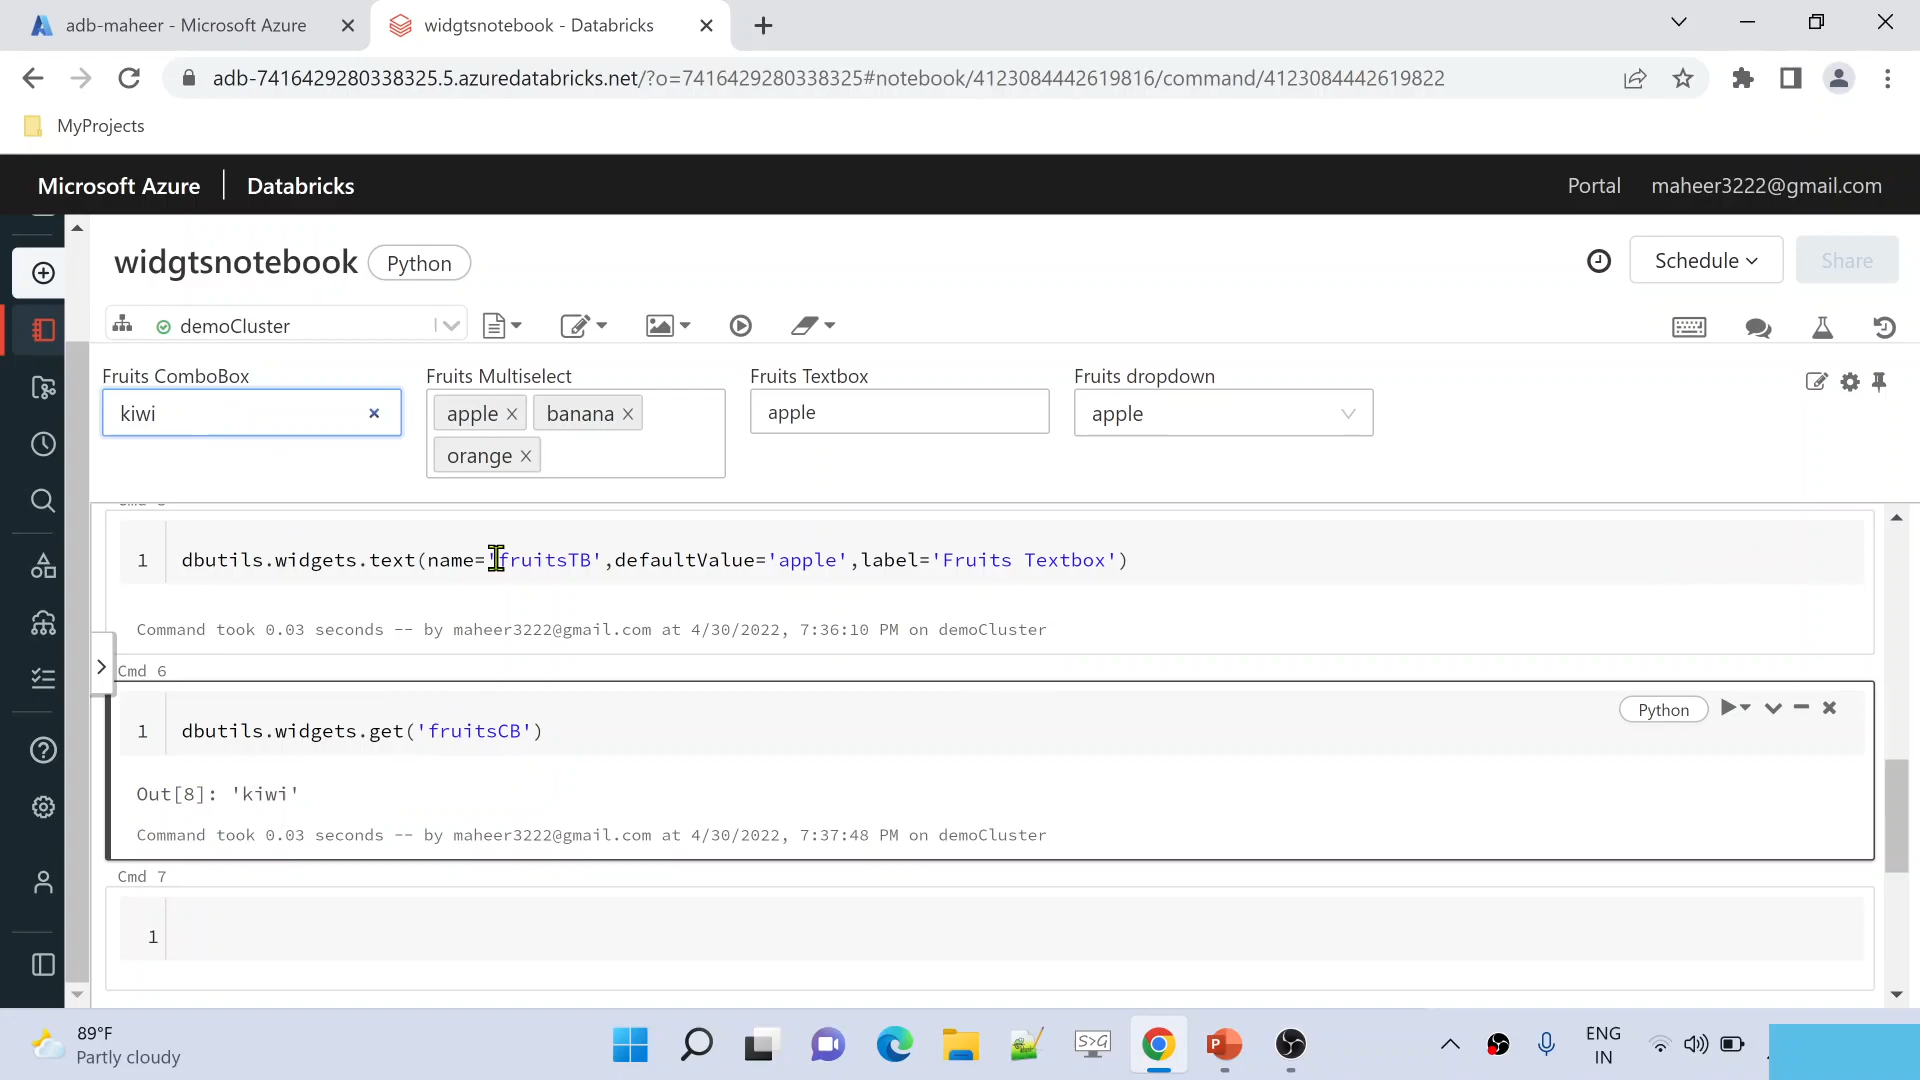 adb-maheer - Microsoft Azure
widgtsnotebook - Databricks
adb-7416429280338325.5.azuredatabricks.net/?o=7416429280338325#notebook/4123084442619816/command/4123084442619822
MyProjects
Microsoft Azure
Databricks
Portal
maheer3222@gmail.com
widgtsnotebook
Python
Schedule
Share
demoCluster
Fruits ComboBox
Fruits Multiselect
Fruits Textbox
Fruits dropdown
kiwi
apple
banana
apple
apple
orange
1
dbutils.widgets.text(name='fruitsTB',defaultValue='apple',label='Fruits Textbox')
Command took 0.03 seconds -- by maheer3222@gmail.com at 4/30/2022, 7:36:10 PM on demoCluster
Cmd 6
Python
1
dbutils.widgets.get('fruitsCB')
Out[8]: 'kiwi'
Command took 0.03 seconds -- by maheer3222@gmail.com at 4/30/2022, 7:37:48 PM on demoCluster
Cmd 7
1
89°F
Partly cloudy
S>G
P
ENG
IN